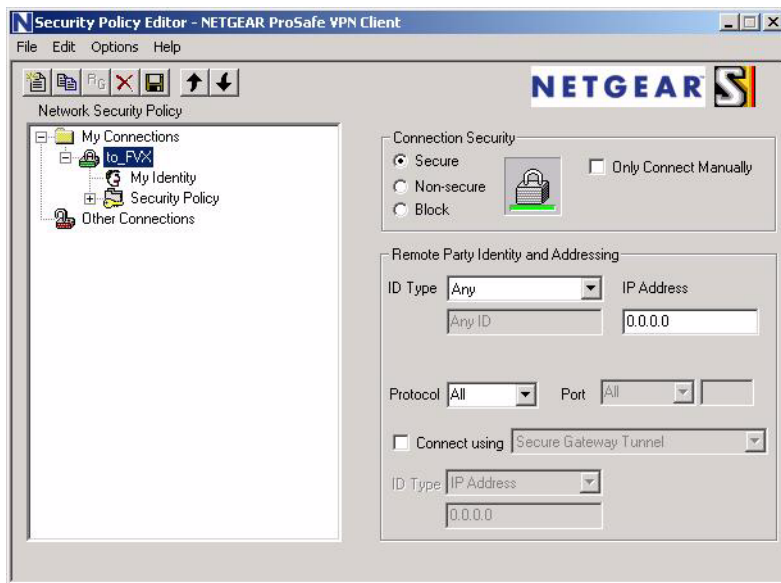 Security Policy Editor - NETGEAR ProSafe VPN Client
File Edit Options Help
NETGEAR
Network Security Policy
My Connections
to_FVX
My Identity
Security Policy
Other Connections
Connection Security
Secure
Non-secure
Block
Only Connect Manually
Remote Party Identity and Addressing
ID Type Any IP Address
Any ID 0.0.0.0
Protocol All Port All
Connect using Secure Gateway Tunnel
ID Type IP Address
0.0.0.0